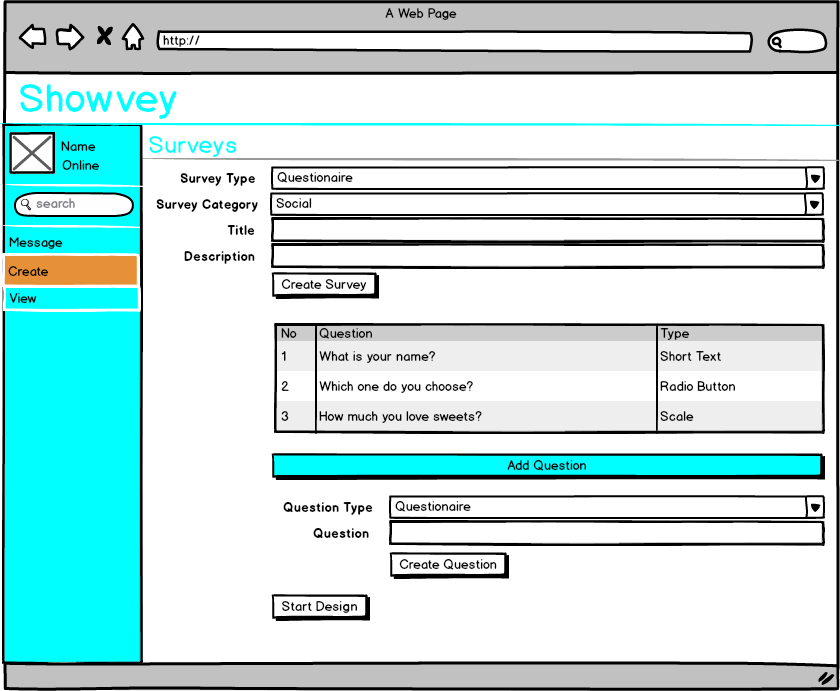 A Web Page
http://
Showvey
Name
Online
search
Message
Create
View
Surveys
Survey Type Questionaire
Survey Category Social
Title
Description
Create Survey
No Question Type
1 What is your name? Short Text
2 Which one do you choose? Radio Button
3 How much you love sweets? Scale
Add Question
Question Type Questionaire
Question
Create Question
Start Design